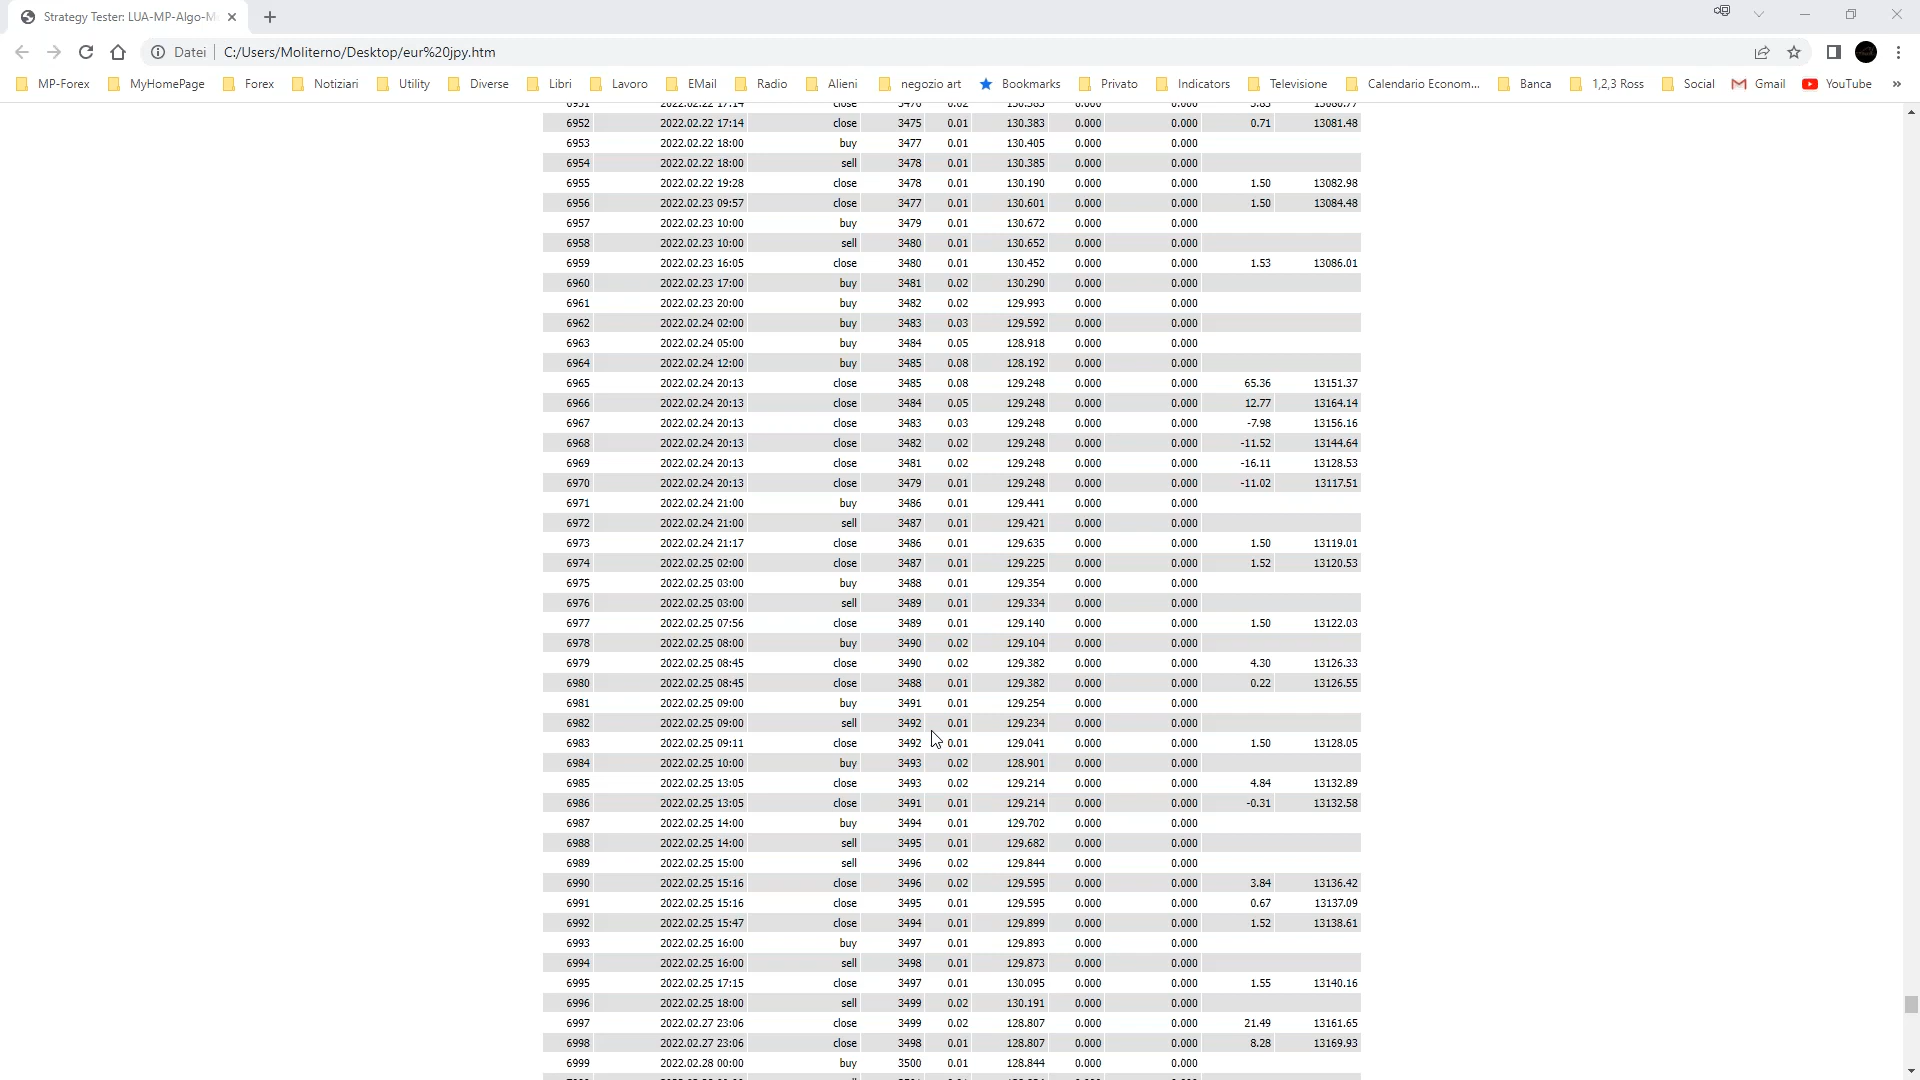 Strategy Tester: LUA-MP-Algo-M
Datei C:/Users/Moliterno/Desktop/eur%20jpy.htm
MP-Forex MyHomePage Forex Notiziari Utility Diverse Libri Lavoro EMail Radio Alieni negozio art Bookmarks Privato Indicators Televisione Calendario Econom... Banca 1,2,3 Ross Social Gmail YouTube »
6952 2022.02.22 17:14 close 3475 0.01 130.383 0.000 0.000 0.71 13081.48
6953 2022.02.22 18:00 buy 3477 0.01 130.405 0.000 0.000
6954 2022.02.22 18:00 sell 3478 0.01 130.385 0.000 0.000
6955 2022.02.22 19:28 close 3478 0.01 130.190 0.000 0.000 1.50 13082.98
6956 2022.02.23 09:57 close 3477 0.01 130.601 0.000 0.000 1.50 13084.48
6957 2022.02.23 10:00 buy 3479 0.01 130.672 0.000 0.000
6958 2022.02.23 10:00 sell 3480 0.01 130.652 0.000 0.000
6959 2022.02.23 16:05 close 3480 0.01 130.452 0.000 0.000 1.53 13086.01
6960 2022.02.23 17:00 buy 3481 0.02 130.290 0.000 0.000
6961 2022.02.23 20:00 buy 3482 0.02 129.993 0.000 0.000
6962 2022.02.24 02:00 buy 3483 0.03 129.592 0.000 0.000
6963 2022.02.24 05:00 buy 3484 0.05 128.918 0.000 0.000
6964 2022.02.24 12:00 buy 3485 0.08 128.192 0.000 0.000
6965 2022.02.24 20:13 close 3485 0.08 129.248 0.000 0.000 65.36 13151.37
6966 2022.02.24 20:13 close 3484 0.05 129.248 0.000 0.000 12.77 13164.14
6967 2022.02.24 20:13 close 3483 0.03 129.248 0.000 0.000 -7.98 13156.16
6968 2022.02.24 20:13 close 3482 0.02 129.248 0.000 0.000 -11.52 13144.64
6969 2022.02.24 20:13 close 3481 0.02 129.248 0.000 0.000 -16.11 13128.53
6970 2022.02.24 20:13 close 3479 0.01 129.248 0.000 0.000 -11.02 13117.51
6971 2022.02.24 21:00 buy 3486 0.01 129.441 0.000 0.000
6972 2022.02.24 21:00 sell 3487 0.01 129.421 0.000 0.000
6973 2022.02.24 21:17 close 3486 0.01 129.635 0.000 0.000 1.50 13119.01
6974 2022.02.25 02:00 close 3487 0.01 129.225 0.000 0.000 1.52 13120.53
6975 2022.02.25 03:00 buy 3488 0.01 129.354 0.000 0.000
6976 2022.02.25 03:00 sell 3489 0.01 129.334 0.000 0.000
6977 2022.02.25 07:56 close 3489 0.01 129.140 0.000 0.000 1.50 13122.03
6978 2022.02.25 08:00 buy 3490 0.02 129.104 0.000 0.000
6979 2022.02.25 08:45 close 3490 0.02 129.382 0.000 0.000 4.30 13126.33
6980 2022.02.25 08:45 close 3488 0.01 129.382 0.000 0.000 0.22 13126.55
6981 2022.02.25 09:00 buy 3491 0.01 129.254 0.000 0.000
6982 2022.02.25 09:00 sell 3492 0.01 129.234 0.000 0.000
6983 2022.02.25 09:11 close 3492 0.01 129.041 0.000 0.000 1.50 13128.05
6984 2022.02.25 10:00 buy 3493 0.02 128.901 0.000 0.000
6985 2022.02.25 13:05 close 3493 0.02 129.214 0.000 0.000 4.84 13132.89
6986 2022.02.25 13:05 close 3491 0.01 129.214 0.000 0.000 -0.31 13132.58
6987 2022.02.25 14:00 buy 3494 0.01 129.702 0.000 0.000
6988 2022.02.25 14:00 sell 3495 0.01 129.682 0.000 0.000
6989 2022.02.25 15:00 sell 3496 0.02 129.844 0.000 0.000
6990 2022.02.25 15:16 close 3496 0.02 129.595 0.000 0.000 3.84 13136.42
6991 2022.02.25 15:16 close 3495 0.01 129.595 0.000 0.000 0.67 13137.09
6992 2022.02.25 15:47 close 3494 0.01 129.899 0.000 0.000 1.52 13138.61
6993 2022.02.25 16:00 buy 3497 0.01 129.893 0.000 0.000
6994 2022.02.25 16:00 sell 3498 0.01 129.873 0.000 0.000
6995 2022.02.25 17:15 close 3497 0.01 130.095 0.000 0.000 1.55 13140.16
6996 2022.02.25 18:00 sell 3499 0.02 130.191 0.000 0.000
6997 2022.02.27 23:06 close 3499 0.02 128.807 0.000 0.000 21.49 13161.65
6998 2022.02.27 23:06 close 3498 0.01 128.807 0.000 0.000 8.28 13169.93
6999 2022.02.28 00:00 buy 3500 0.01 128.844 0.000 0.000